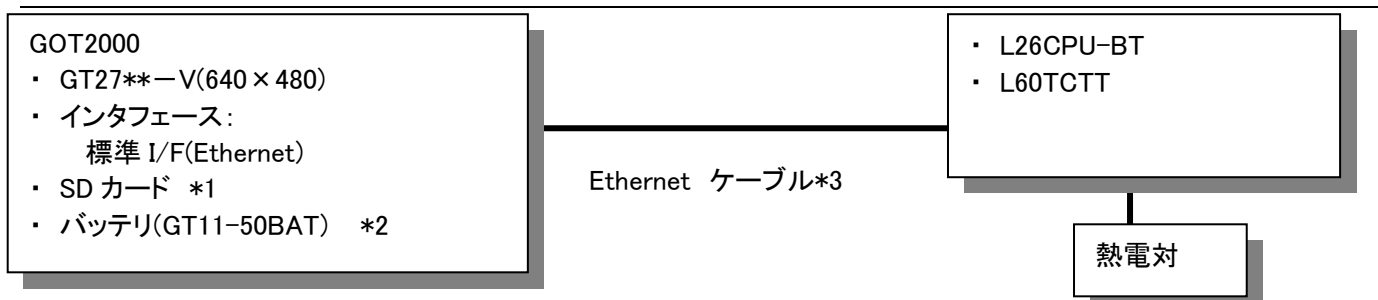 GOT2000
・ GT27**－V(640×480)
・ インタフェース：
標準 I/F(Ethernet)
・ SD カード *1
・ バッテリ(GT11-50BAT) *2
Ethernet ケーブル*3
・ L26CPU-BT
・ L60TCTT
熱電対